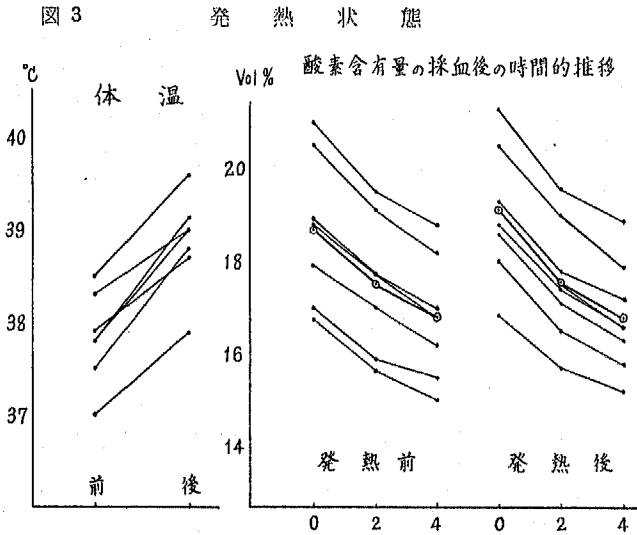 図3 発熱状態
℃ 体温
40
39
38
37
前 後
Vol% 酸素含有量の採血後の時間的推移
20
18
16
14
発熱前 発熱後
0 2 4 0 2 4